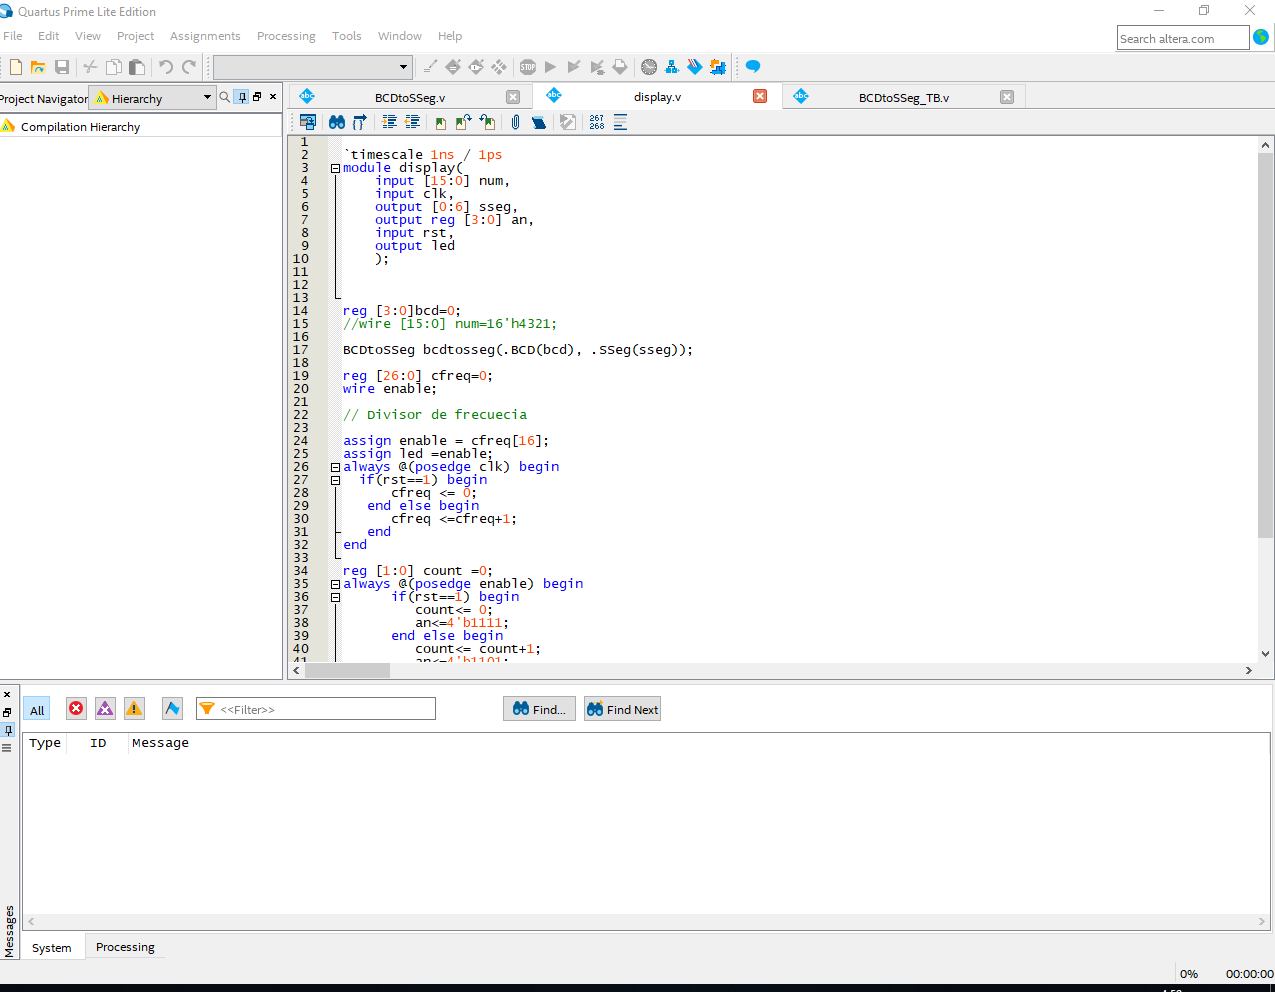 Quartus Prime Lite Edition
File Edit View Project Assignments Processing Tools Window Help
Search altera.com
Project Navigator Hierarchy
Compilation Hierarchy
BCDtoSSeg.v display.v BCDtoSSeg_TB.v
267
268
1
2 `timescale 1ns / 1ps
3 module display(
4 input [15:0] num,
5 input clk,
6 output [0:6] sseg,
7 output reg [3:0] an,
8 input rst,
9 output led
10 );
11
12
13
14 reg [3:0]bcd=0;
15 //wire [15:0] num=16'h4321;
16
17 BCDtoSSeg bcdtosseg(.BCD(bcd), .SSeg(sseg));
18
19 reg [26:0] cfreq=0;
20 wire enable;
21
22 // Divisor de frecuecia
23
24 assign enable = cfreq[16];
25 assign led =enable;
26 always @(posedge clk) begin
27 if(rst==1) begin
28 cfreq <= 0;
29 end else begin
30 cfreq <=cfreq+1;
31 end
32 end
33
34 reg [1:0] count =0;
35 always @(posedge enable) begin
36 if(rst==1) begin
37 count<= 0;
38 an<=4'b1111;
39 end else begin
40 count<= count+1;
41 an<=4'b1101;
All <<Filter>> Find... Find Next
Type ID Message
Messages
System Processing
0% 00:00:00